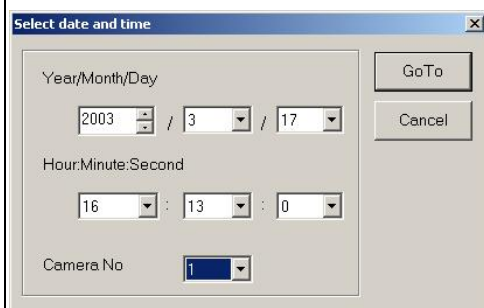 Select date and time
Year/Month/Day
GoTo
2003 / 3 / 17
Cancel
Hour:Minute:Second
16 : 13 : 0
Camera No 1